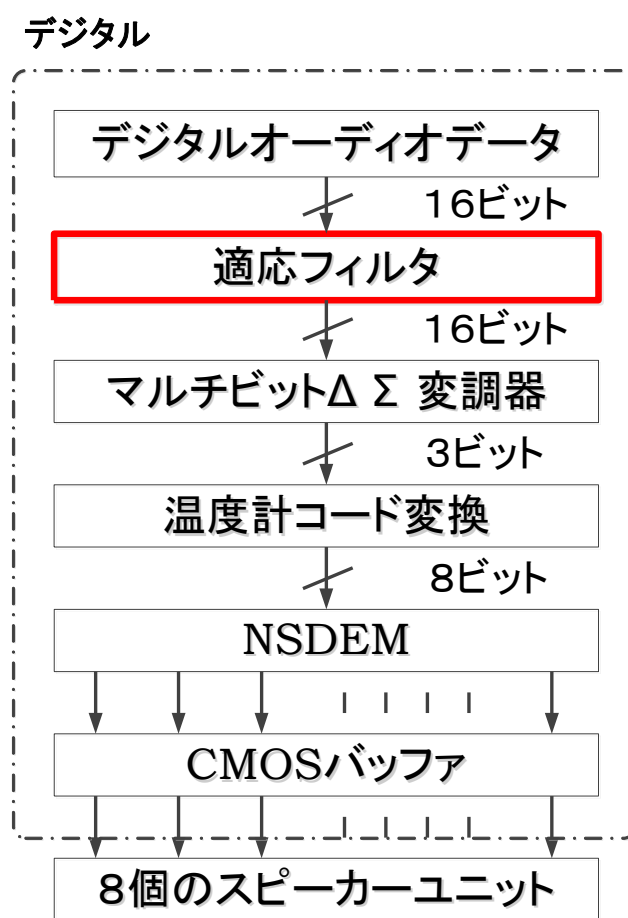 デジタル
デジタルオーディオデータ
16ビット
適応フィルタ
16ビット
マルチビットΔ Σ 変調器
3ビット
温度計コード変換
8ビット
NSDEM
CMOSバッファ
8個のスピーカーユニット